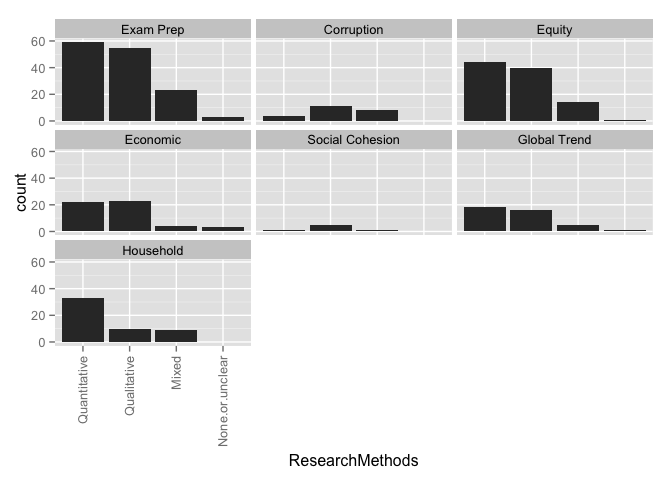 Exam Prep
Corruption
Equity
60
40
20
0
Economic
Social Cohesion
Global Trend
60
40
20
0
count
Household
60
40
20
0
Quantitative
Qualitative
Mixed
None.or.unclear
ResearchMethods